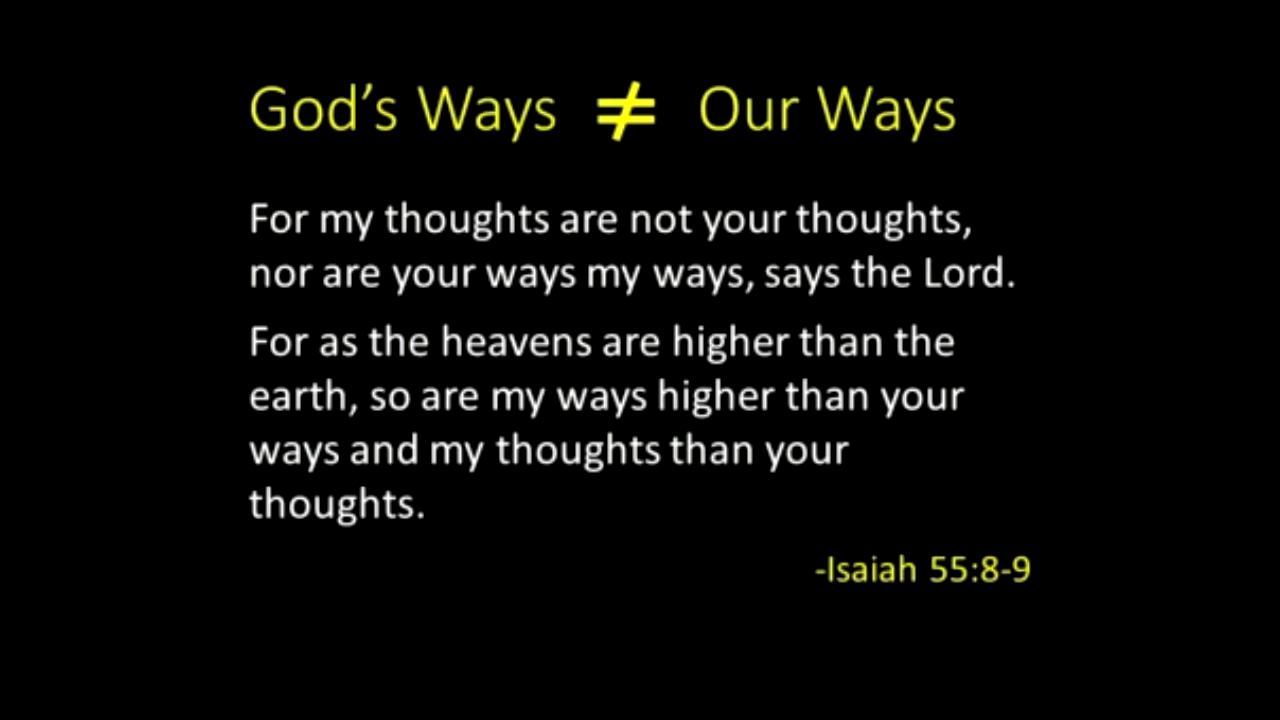 God’s Ways ≠ Our Ways
For my thoughts are not your thoughts,
nor are your ways my ways, says the Lord.
For as the heavens are higher than the
earth, so are my ways higher than your
ways and my thoughts than your
thoughts.
-Isaiah 55:8-9